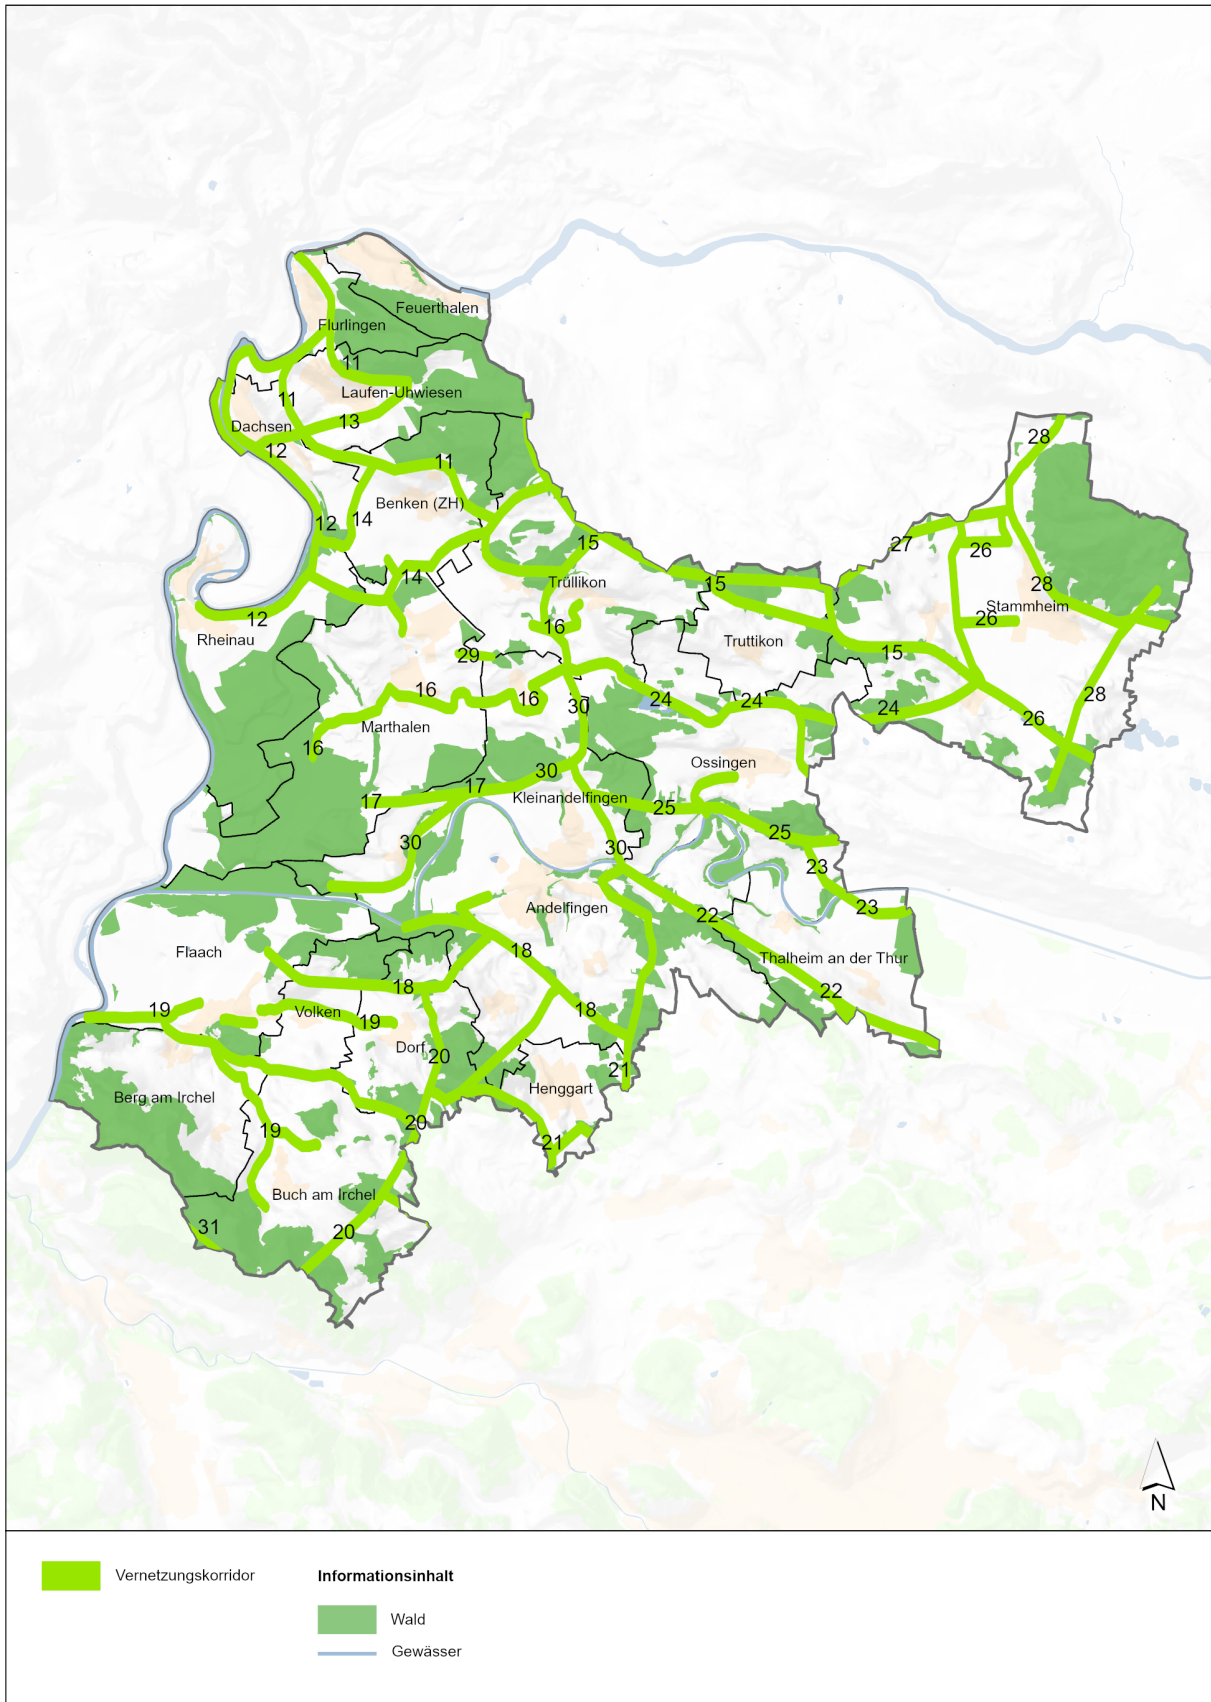 Feuerthalen
Flurlingen
11
Laufen-Uhwiesen
11
13
Dachsen
28
12
11
Benken (ZH)
14
12
15
27
26
14
Trüllikon
15
28
Stammheim
12
26
Rheinau
16
Truttikon
29
15
16
16
24
24
28
30
24
26
Marthalen
16
Ossingen
30
17
17
Kleinandelfingen
25
25
30
30
23
Andelfingen
22
23
Flaach
18
Thalheim an der Thur
18
22
19
18
Volken
19
Dorf
20
21
Henggart
Berg am Irchel
20
19
21
Buch am Irchel
31
20
N
Vernetzungskorridor
Informationsinhalt
Wald
Gewässer